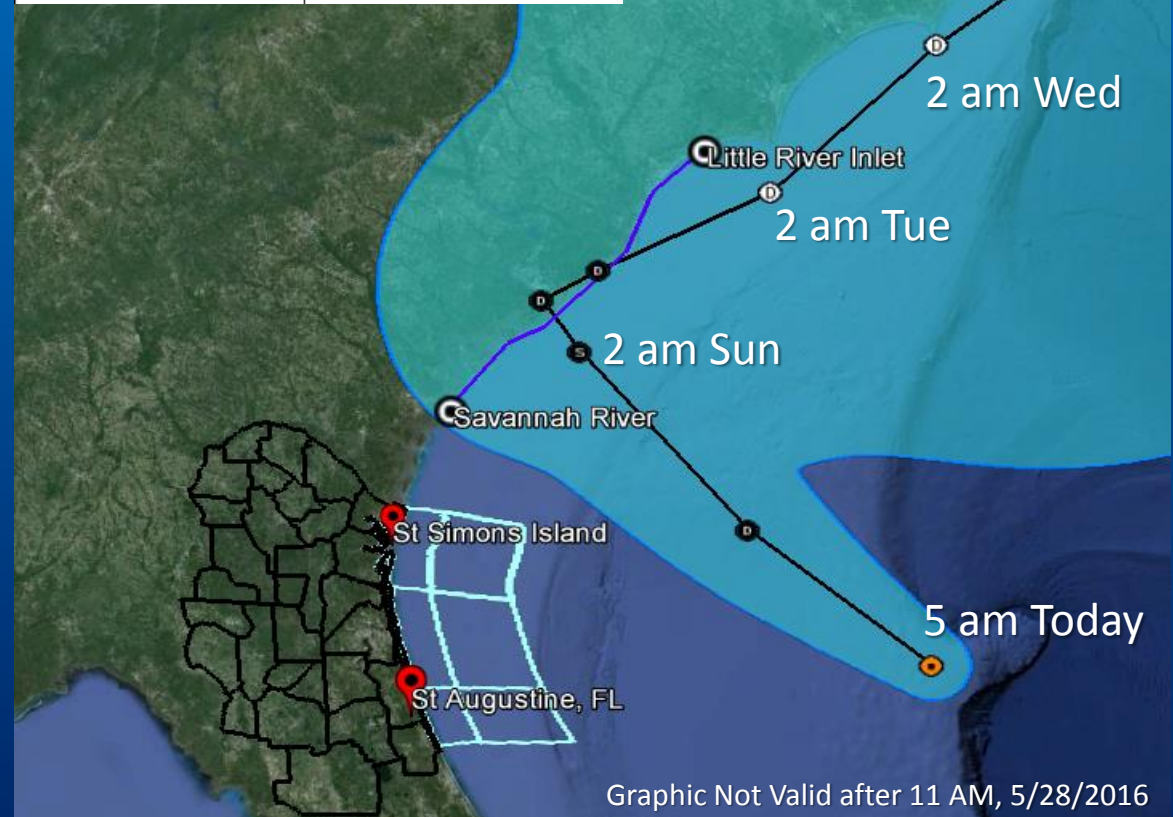 D
2 am Wed
Little River Inlet
D
2 am Tue
D
D
S
2 am Sun
Savannah River
D
St Simons Island
5 am Today
St Augustine, FL
Graphic Not Valid after 11 AM, 5/28/2016